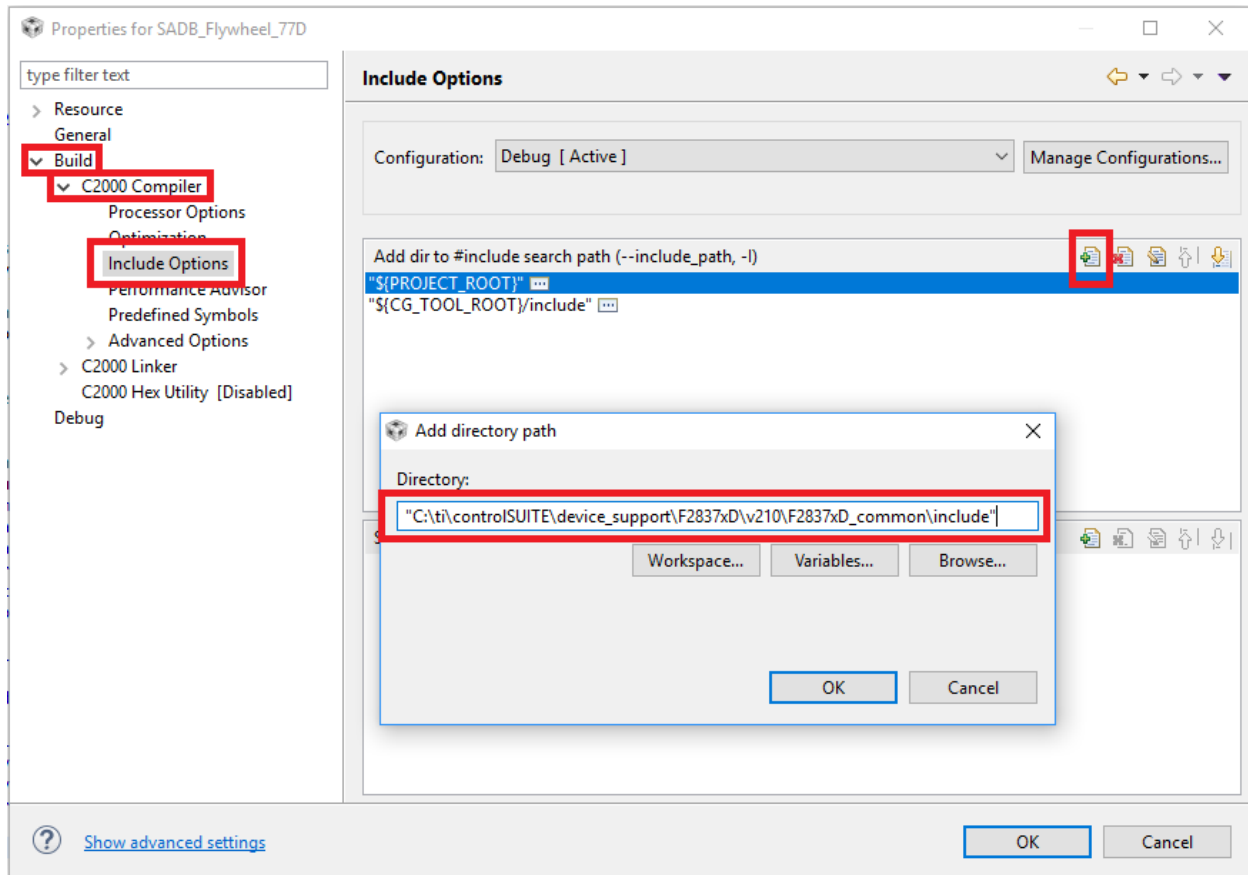 Properties for SADB_Flywheel_77D
type filter text
Include Options
Resource
General
Build
C2000 Compiler
Processor Options
Optimization
Include Options
Performance Advisor
Predefined Symbols
Advanced Options
C2000 Linker
C2000 Hex Utility [Disabled]
Debug
Configuration:
Debug [ Active ]
Manage Configurations...
Add dir to #include search path (--include_path, -I)
"${PROJECT_ROOT}"
"${CG_TOOL_ROOT}/include"
Add directory path
Directory:
"C:\ti\controlSUITE\device_support\F2837xD\v210\F2837xD_common\include"
Workspace...
Variables...
Browse...
OK
Cancel
?
Show advanced settings
OK
Cancel